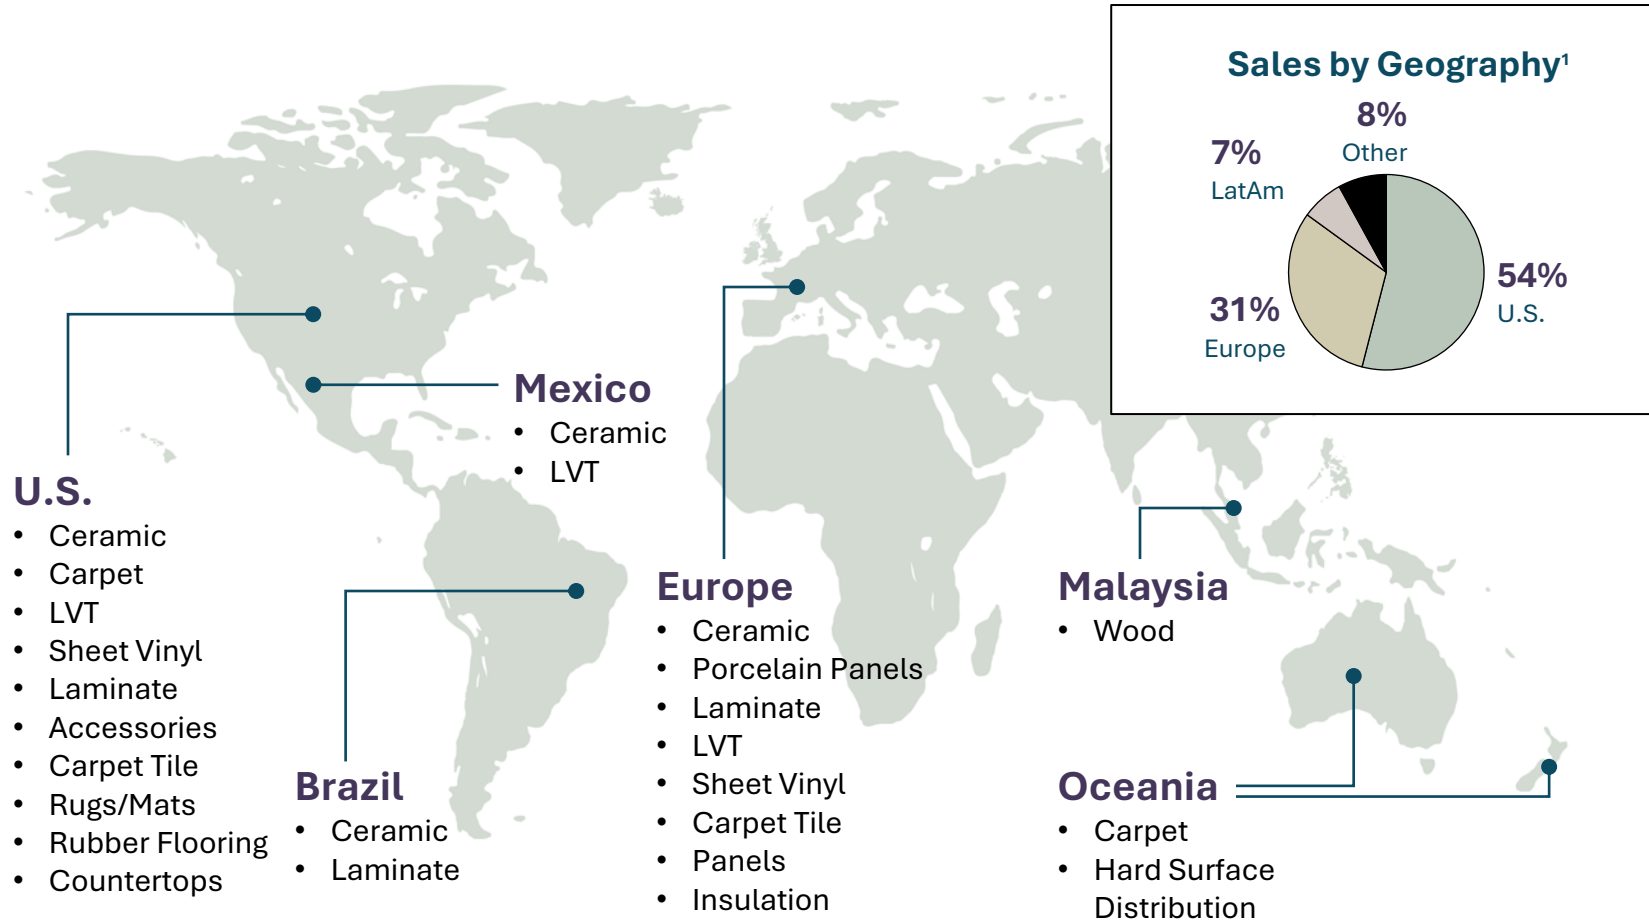 Sales by Geography¹
8%
Other
7%
LatAm
54%
U.S.
31%
Europe
Mexico
• Ceramic
• LVT
U.S.
• Ceramic
• Carpet
• LVT
• Sheet Vinyl
• Laminate
• Accessories
• Carpet Tile
• Rugs/Mats
• Rubber Flooring
• Countertops
Brazil
• Ceramic
• Laminate
Europe
• Ceramic
• Porcelain Panels
• Laminate
• LVT
• Sheet Vinyl
• Carpet Tile
• Panels
• Insulation
Malaysia
• Wood
Oceania
• Carpet
• Hard Surface
Distribution